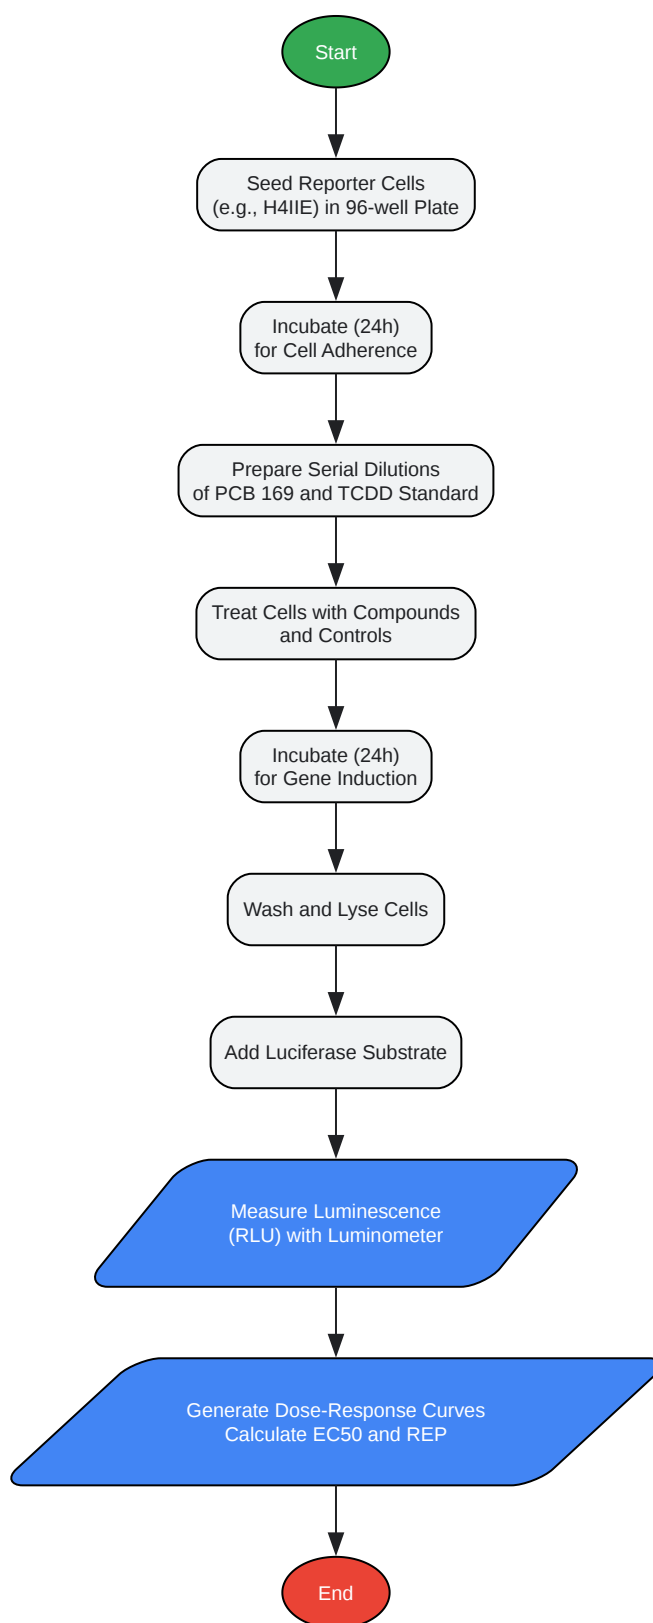 Start
Seed Reporter Cells
(e.g., H4IIE) in 96-well Plate
Incubate (24h)
for Cell Adherence
Prepare Serial Dilutions
of PCB 169 and TCDD Standard
Treat Cells with Compounds
and Controls
Incubate (24h)
for Gene Induction
Wash and Lyse Cells
Add Luciferase Substrate
Measure Luminescence
(RLU) with Luminometer
Generate Dose-Response Curves
Calculate EC50 and REP
End